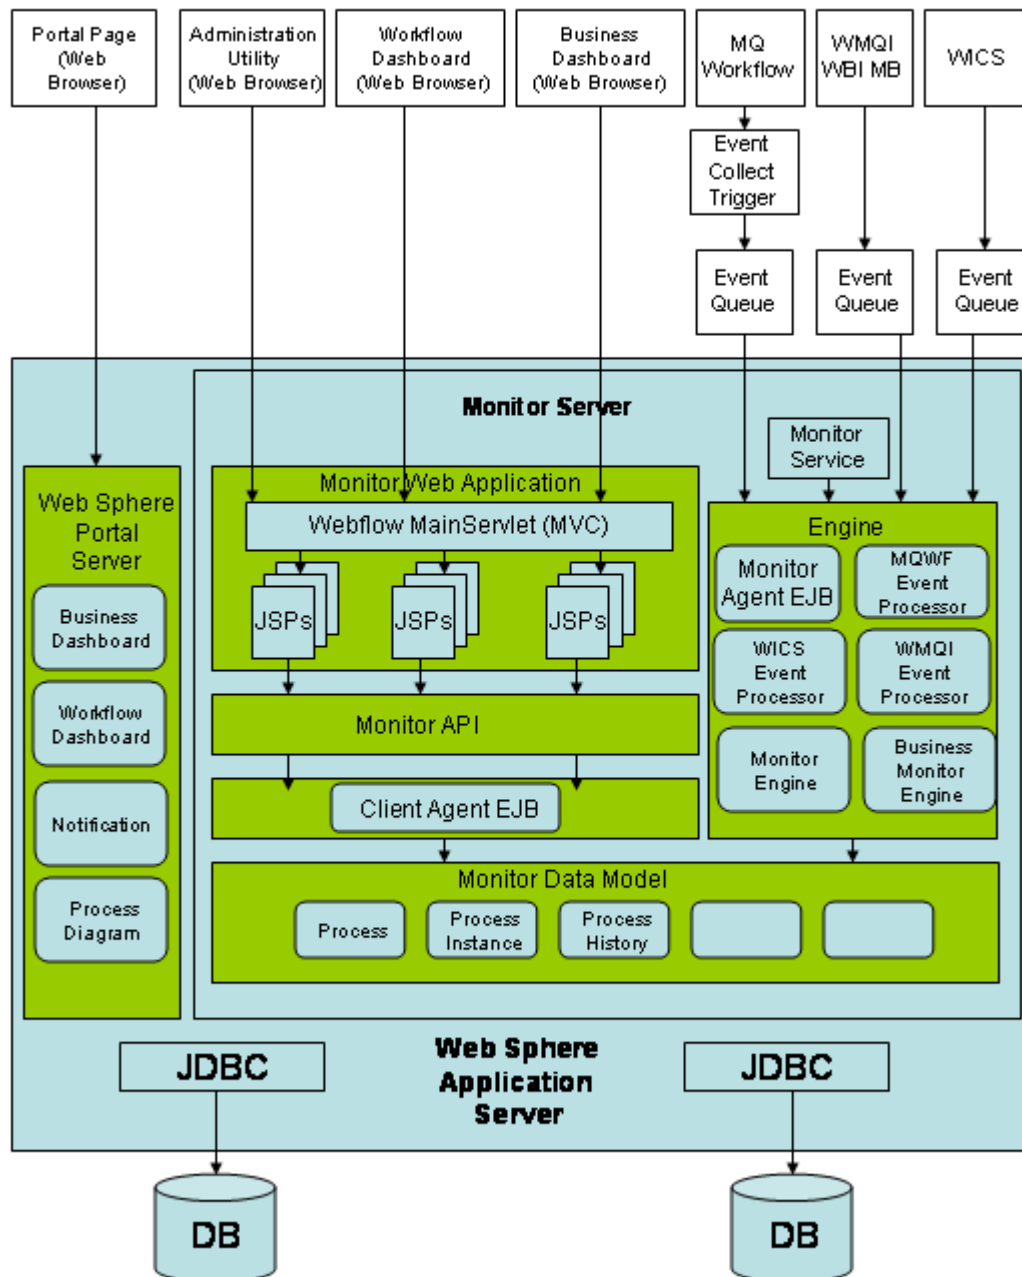 Portal Page
(Web
Browser)
Administration
Utility
(Web Browser)
Workflow
Dashboard
(Web Browser)
Business
Dashboard
(Web Browser)
MQ
Workflow
WMQI
WBI MB
WICS
Event
Collect
Trigger
Event
Queue
Event
Queue
Event
Queue
Monitor Server
Monitor
Service
Web Sphere
Portal
Server
Business
Dashboard
Workflow
Dashboard
Notification
Process
Diagram
Monitor Web Application
Webflow MainServlet (MVC)
JSPs
JSPs
JSPs
Monitor API
Client Agent EJB
Engine
Monitor
Agent EJB
MQWF
Event
Processor
WICS
Event
Processor
WMQI
Event
Processor
Monitor
Engine
Business
Monitor
Engine
Monitor Data Model
Process
Process
Instance
Process
History
JDBC
Web Sphere
Application
Server
JDBC
DB
DB